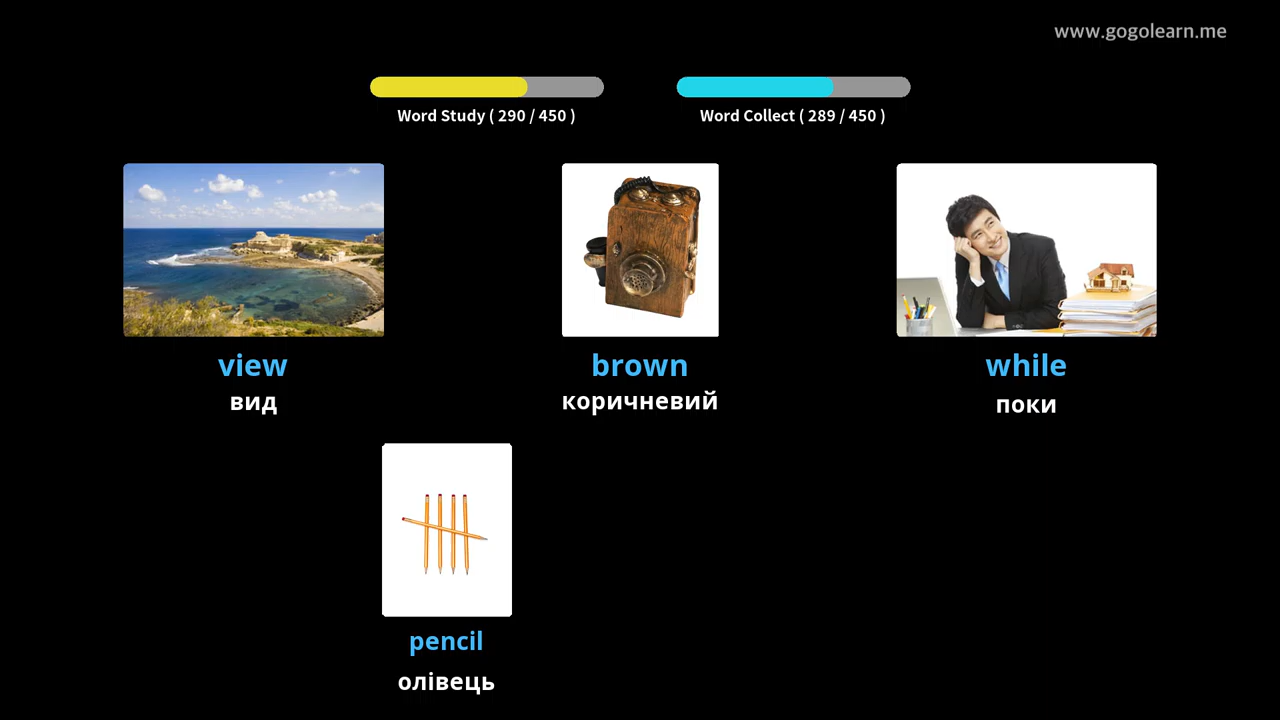 www.gogolearn.me
Word Study ( 290 / 450 )
Word Collect ( 289 / 450 )
view
вид
brown
коричневий
while
поки
pencil
олівець